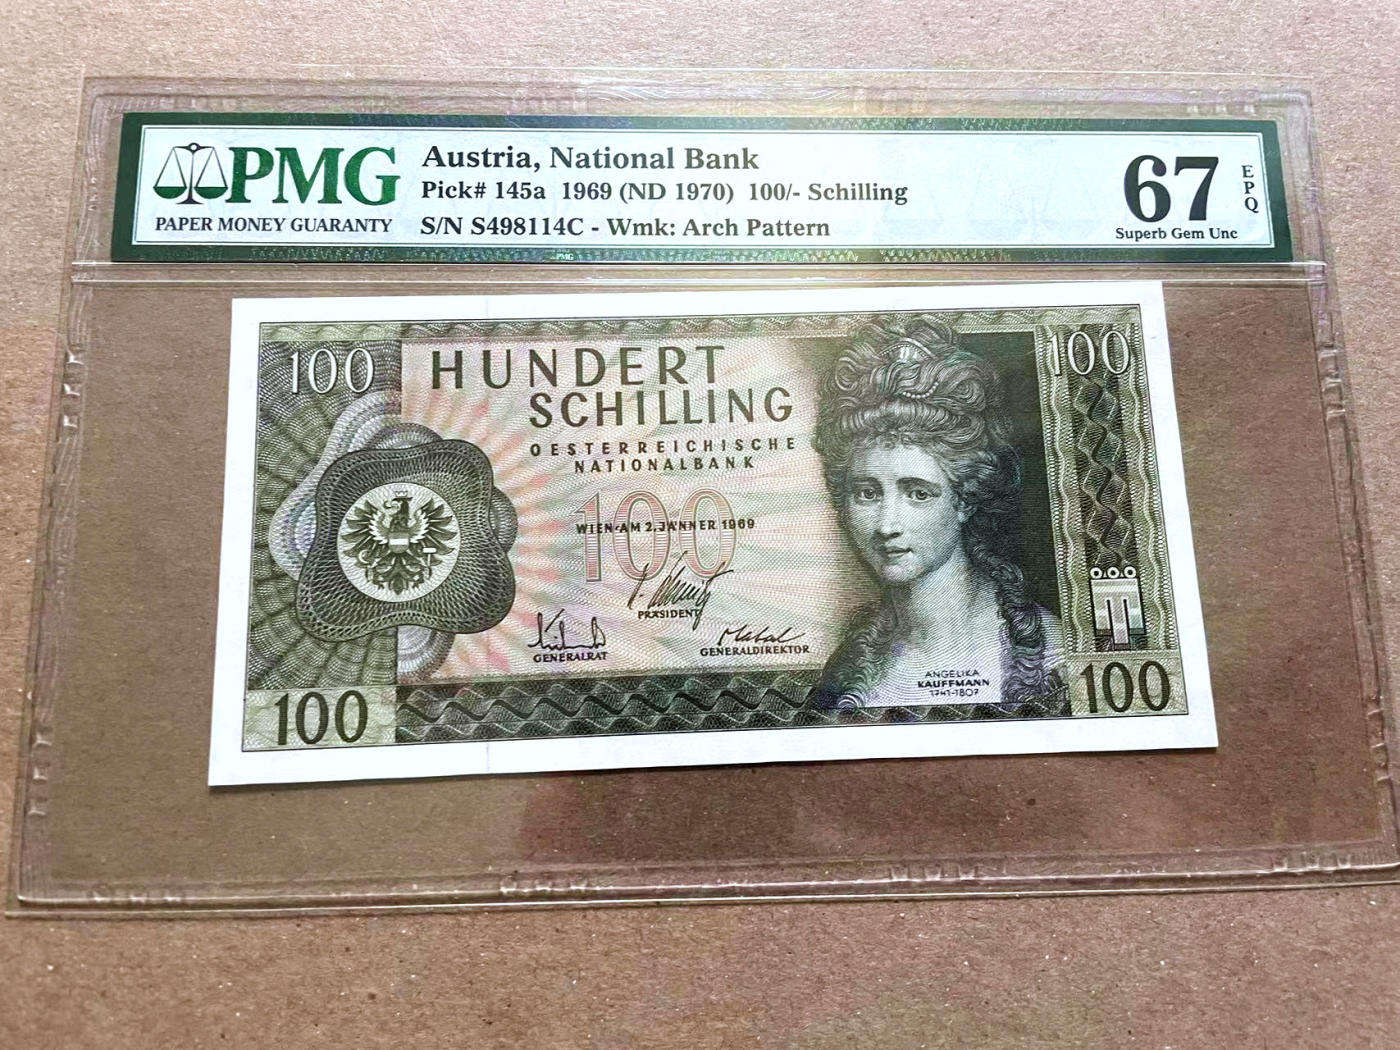 PMG
PAPER MONEY GUARANTY
Austria, National Bank
Pick# 145a 1969 (ND 1970) 100/- Schilling
S/N S498114C - Wmk: Arch Pattern
67
EPQ
Superb Gem Unc
PMG
100
HUNDERT
SCHILLING
OESTERREICHISCHE
NATIONALBANK
100
100
WIEN·AM 2.JÄNNER 1969
PRÄSIDENT
GENERALRAT
GENERALDIREKTOR
ANGELIKA
KAUFFMANN
1741-1807
100
100